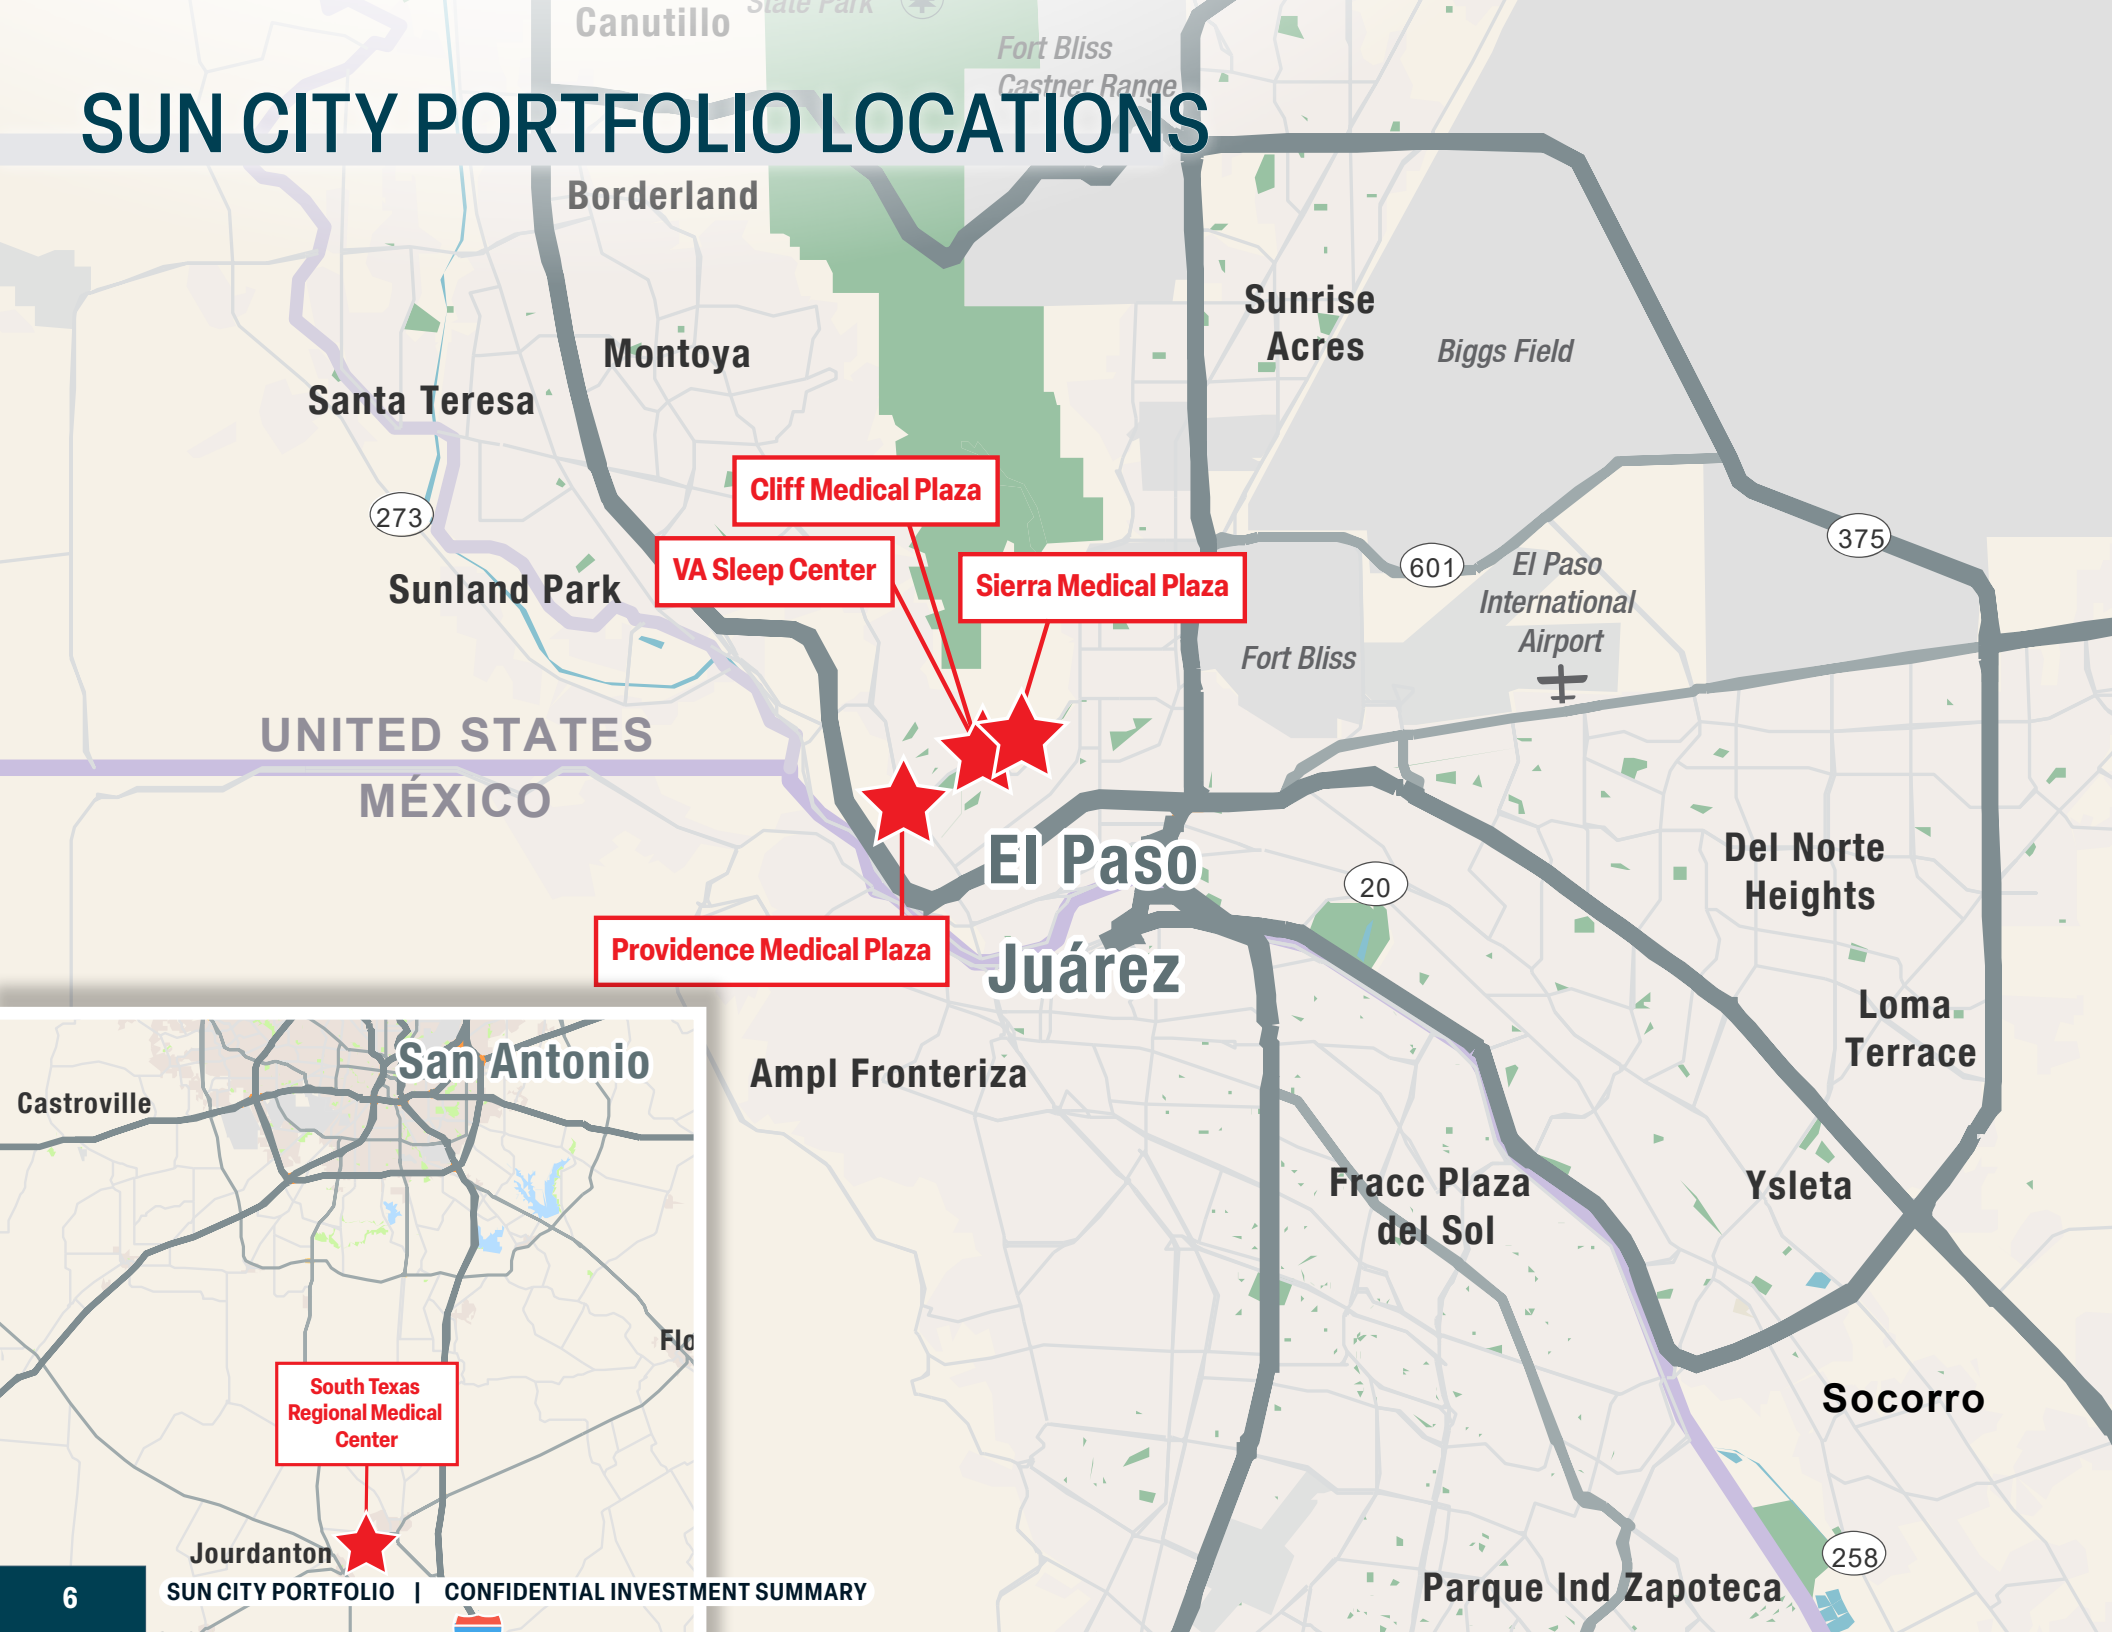 Canutillo
State Park
Fort Bliss
Castner Range
SUN CITY PORTFOLIO LOCATIONS
Borderland
Sunrise
Acres
Biggs Field
Montoya
Santa Teresa
Cliff Medical Plaza
273
375
VA Sleep Center
Sierra Medical Plaza
601
El Paso
International
Airport
Sunland Park
Fort Bliss
UNITED STATES
MÉXICO
El Paso
Del Norte
Heights
20
Providence Medical Plaza
Juárez
Loma
Terrace
Ampl Fronteriza
San Antonio
Castroville
Fracc Plaza
del Sol
Ysleta
Flo
South Texas
Regional Medical
Center
Socorro
Jourdanton
258
Parque Ind Zapoteca
6
SUN CITY PORTFOLIO | CONFIDENTIAL INVESTMENT SUMMARY